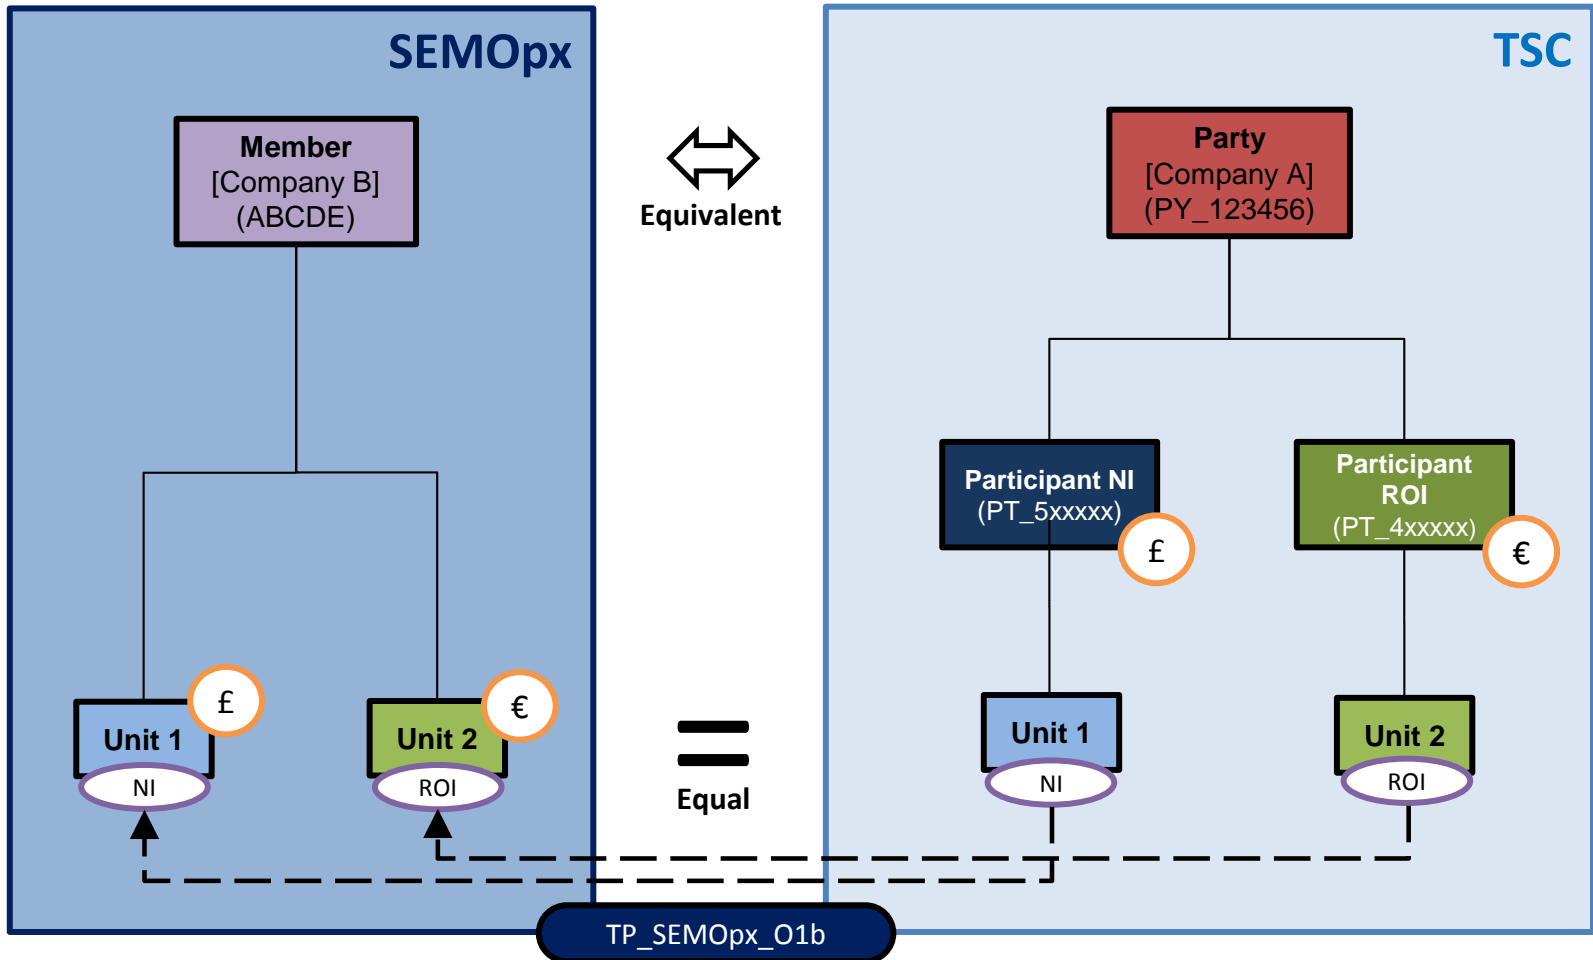 SEMOpx
Member
[Company B]
(ABCDE)
£
Unit 1
NI
€
Unit 2
ROI
Equivalent
=
Equal
TSC
Party
[Company A]
(PY_123456)
Participant NI
(PT_5xxxxx)
£
Participant
ROI
(PT_4xxxxx)
€
Unit 1
NI
Unit 2
ROI
TP_SEMOpx_O1b